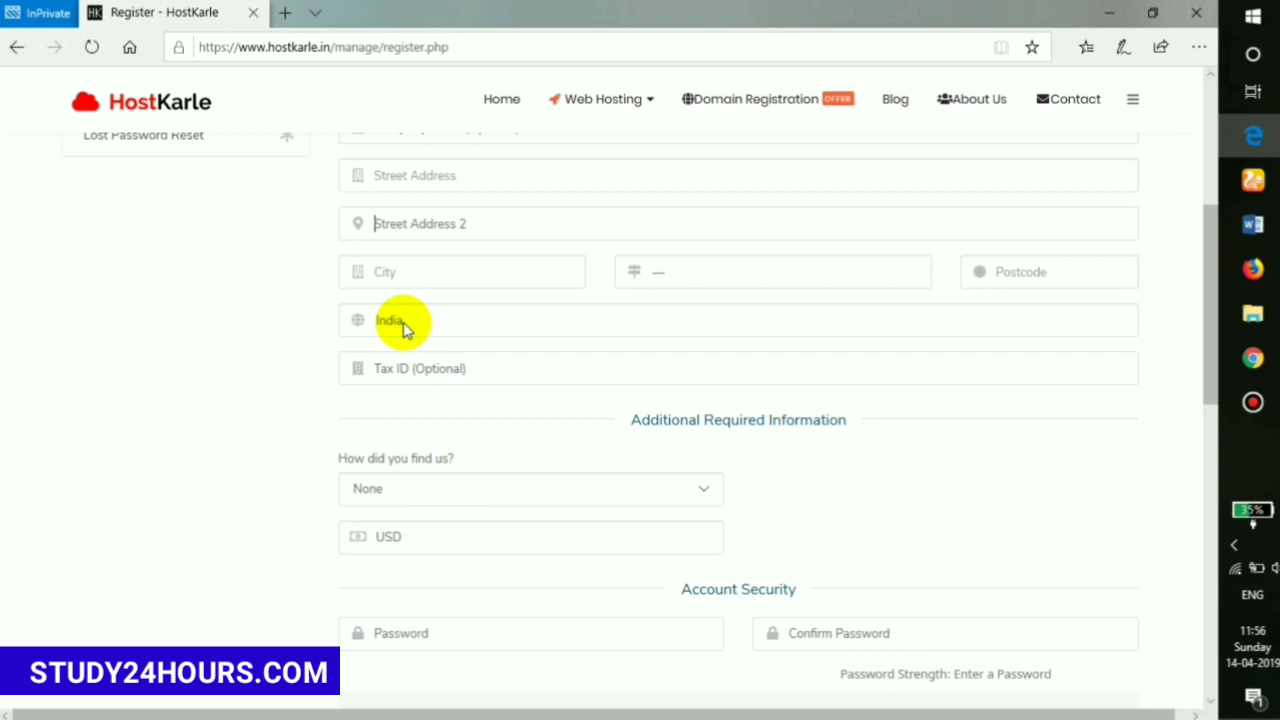 InPrivate
HK Register - HostKarle
https://www.hostkarle.in/manage/register.php
HostKarle
Home
Web Hosting
Domain Registration OFFER
Blog
About Us
Contact
Lost Password Reset
Street Address
Street Address 2
City
—
Postcode
India
Tax ID (Optional)
Additional Required Information
How did you find us?
None
USD
Account Security
Password
Confirm Password
Password Strength: Enter a Password
STUDY24HOURS.COM
35%
ENG
11:56
Sunday
14-04-2019
1